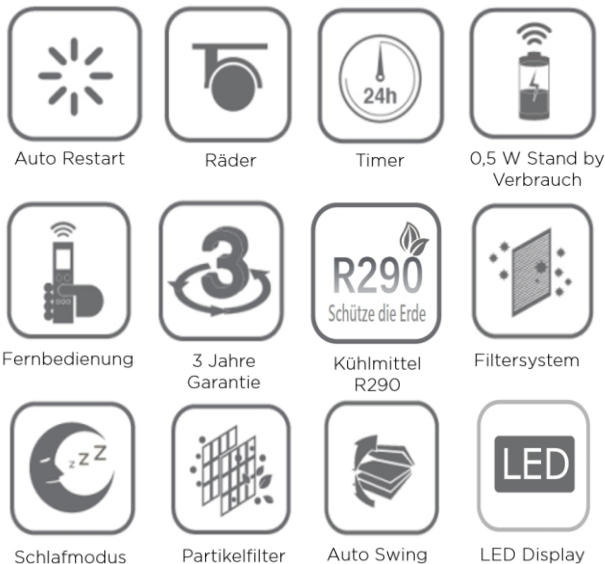 24h
Auto Restart
Räder
Timer
0,5 W Stand by
Verbrauch
3
R290
Schütze die Erde
Fernbedienung
3 Jahre
Garantie
Kühlmittel
R290
Filtersystem
z z Z
LED
Schlafmodus
Partikelfilter
Auto Swing
LED Display